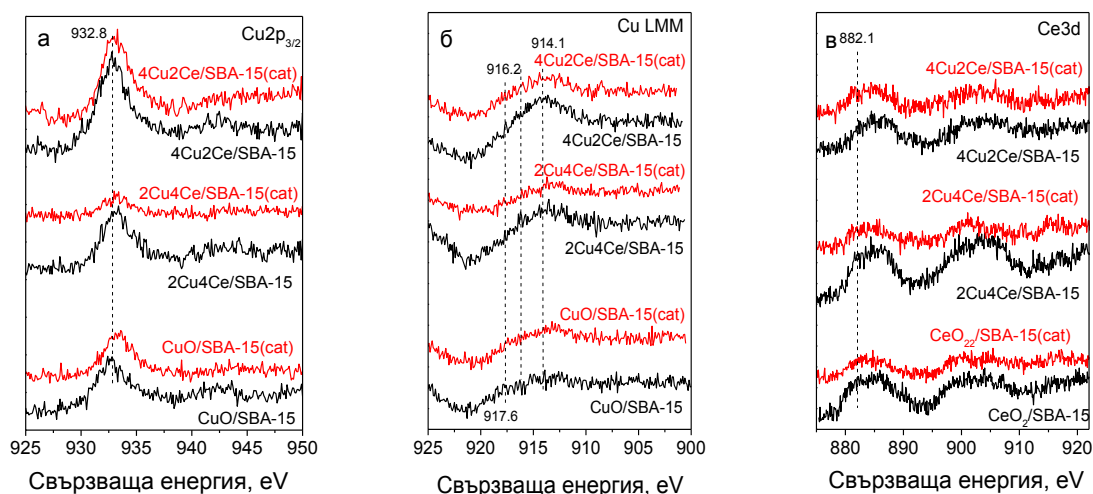 а
932.8
Cu2p3/2
4Cu2Ce/SBA-15(cat)
4Cu2Ce/SBA-15
2Cu4Ce/SBA-15(cat)
2Cu4Ce/SBA-15
CuO/SBA-15(cat)
CuO/SBA-15
925 930 935 940 945 950
Свързваща енергия, eV
б
Cu LMM
914.1
916.2
4Cu2Ce/SBA-15(cat)
4Cu2Ce/SBA-15
2Cu4Ce/SBA-15(cat)
2Cu4Ce/SBA-15
CuO/SBA-15(cat)
917.6
CuO/SBA-15
925 920 915 910 905 900
Свързваща енергия, eV
в
882.1
Ce3d
4Cu2Ce/SBA-15(cat)
4Cu2Ce/SBA-15
2Cu4Ce/SBA-15(cat)
2Cu4Ce/SBA-15
CeO22/SBA-15(cat)
CeO2/SBA-15
880 890 900 910 920
Свързваща енергия, eV